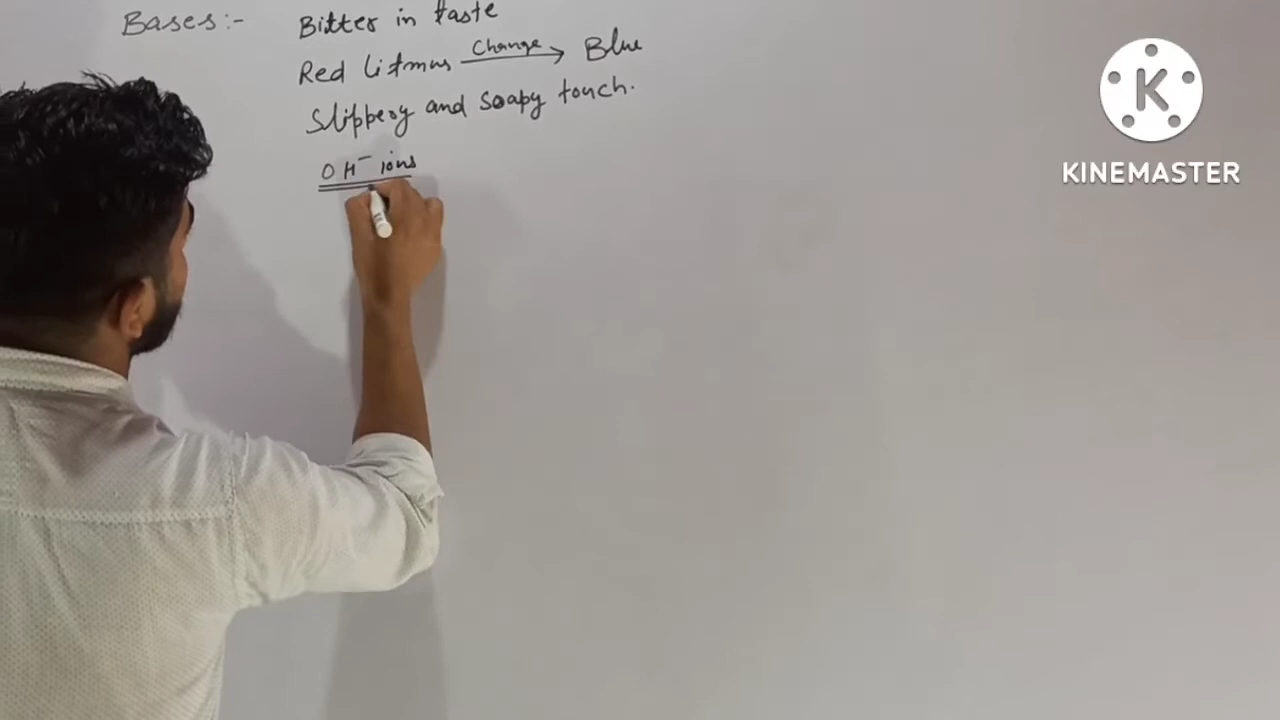 Bases:- Bitter in taste
Red Litmus Change → Blue
Slippery and Soapy touch.
OH⁻ ions
K
KINEMASTER